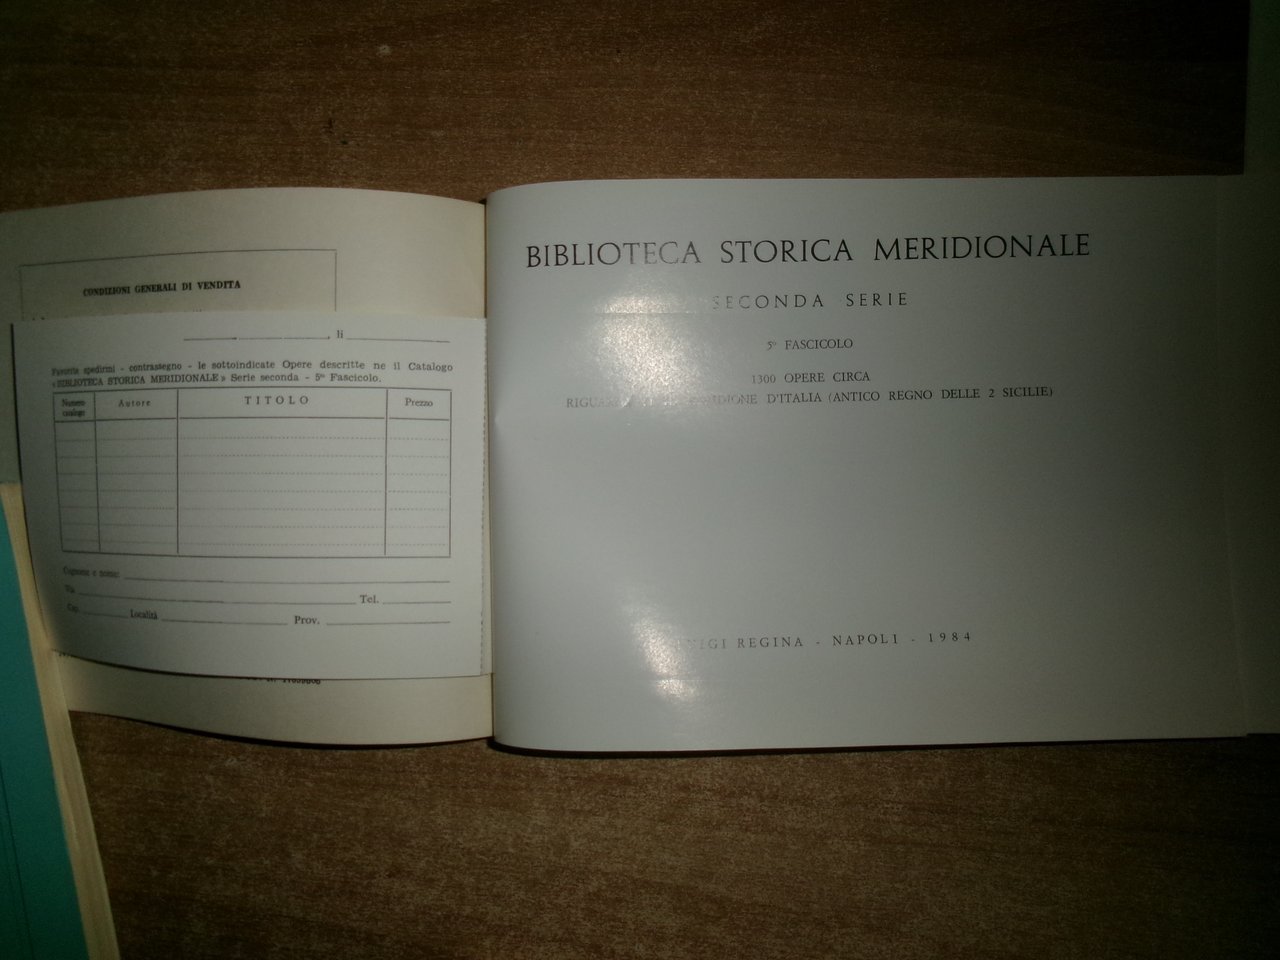 CONDIZIONI GENERALI DI VENDITA
, li
Favorite spedirmi - contrassegno - le sottoindicate Opere descritte ne il Catalogo
« BIBLIOTECA STORICA MERIDIONALE » Serie seconda - 5° Fascicolo.
Numero catalogo Autore TITOLO Prezzo
Cognome e nome:
Via Tel.
Cap. Località Prov.
BIBLIOTECA STORICA MERIDIONALE
SECONDA SERIE
5° FASCICOLO
1300 OPERE CIRCA
D'ITALIA (ANTICO REGNO DELLE 2 SICILIE)
REGINA - NAPOLI - 1984